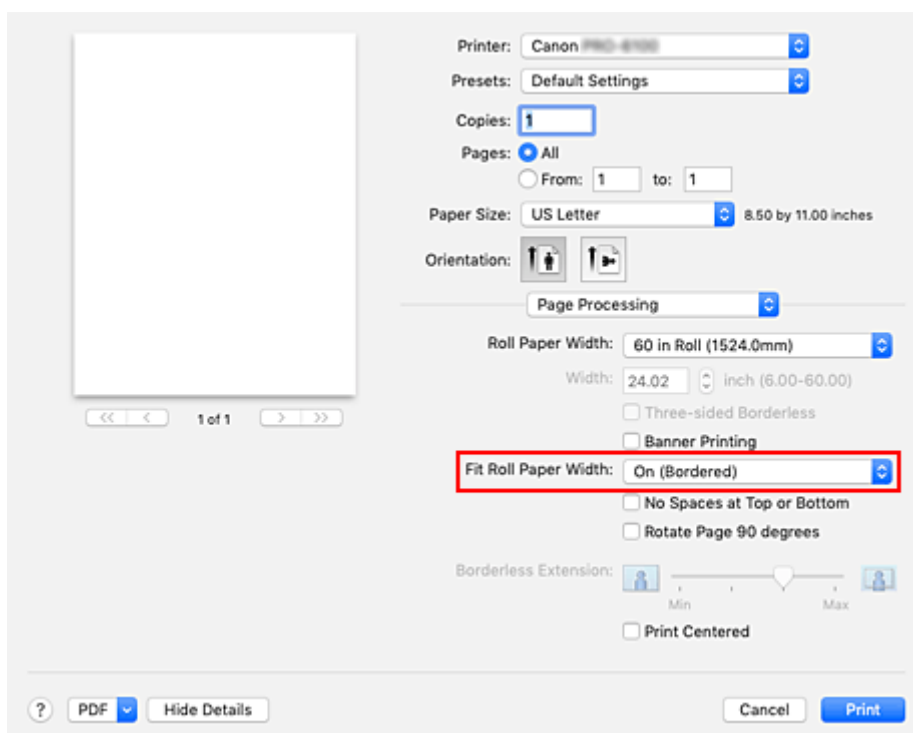 Printer: Canon
Presets: Default Settings
Copies: 1
Pages: All
From: 1 to: 1
Paper Size: US Letter 8.50 by 11.00 inches
Orientation:
Page Processing
Roll Paper Width: 60 in Roll (1524.0mm)
Width: 24.02 inch (6.00-60.00)
Three-sided Borderless
1 of 1
Banner Printing
Fit Roll Paper Width: On (Bordered)
No Spaces at Top or Bottom
Rotate Page 90 degrees
Borderless Extension:
Min Max
Print Centered
? PDF Hide Details Cancel Print